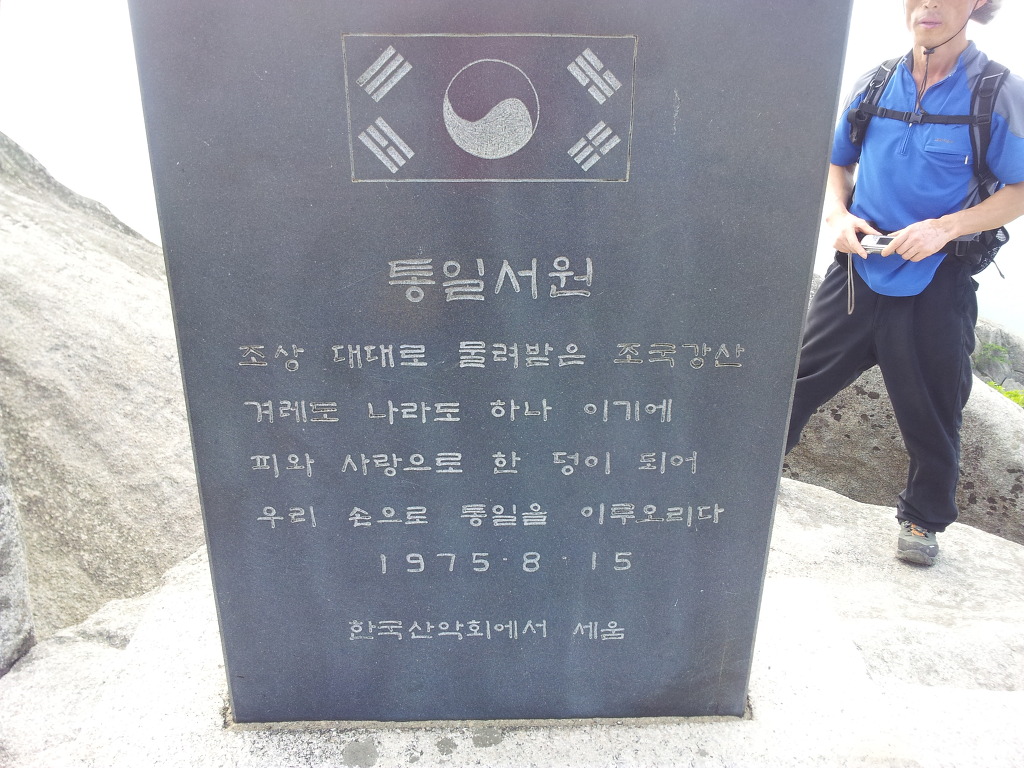 통일서원
조상 대대로 물려받은 조국강산
겨레도 나라도 하나 이기에
피와 사랑으로 한 덩이 되어
우리 손으로 통일을 이루오리다
1975·8·15
한국산악회에서 세움